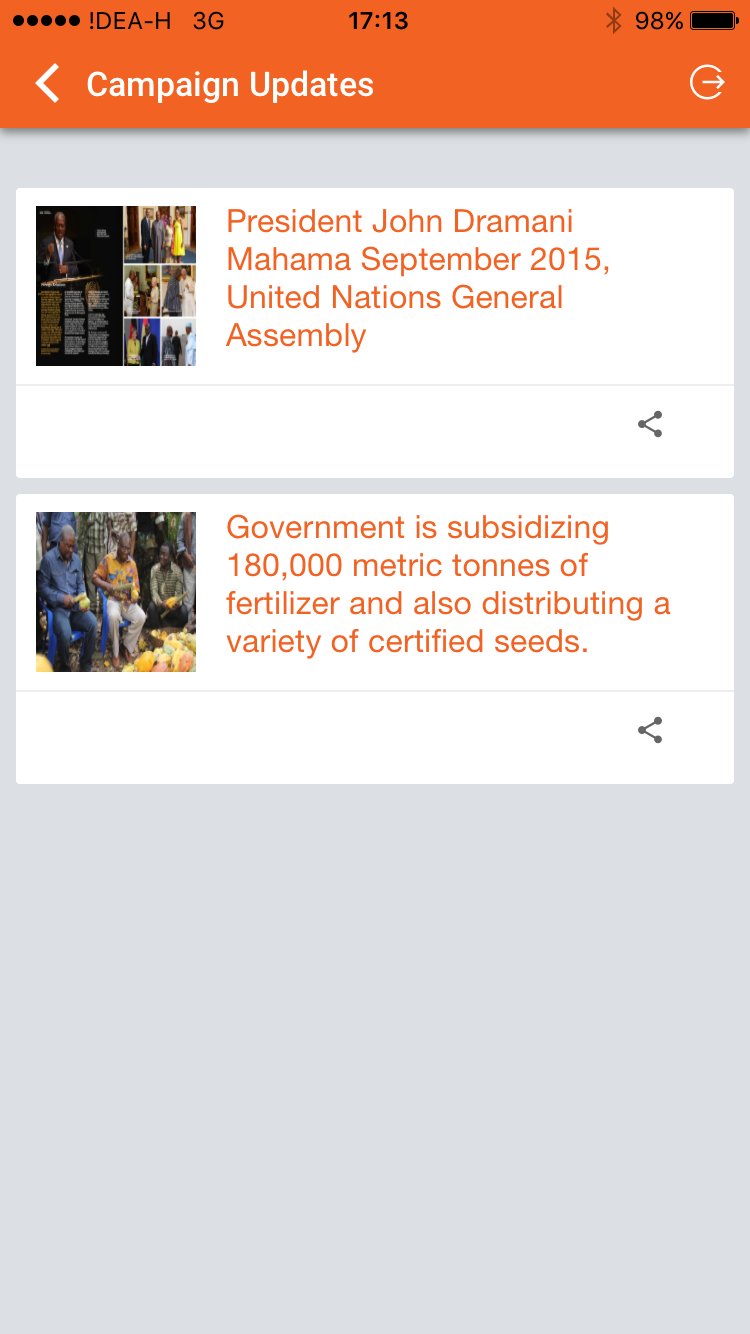 !DEA-H 3G 17:13 98%
Campaign Updates
President John Dramani
Mahama September 2015,
United Nations General
Assembly
Government is subsidizing
180,000 metric tonnes of
fertilizer and also distributing a
variety of certified seeds.